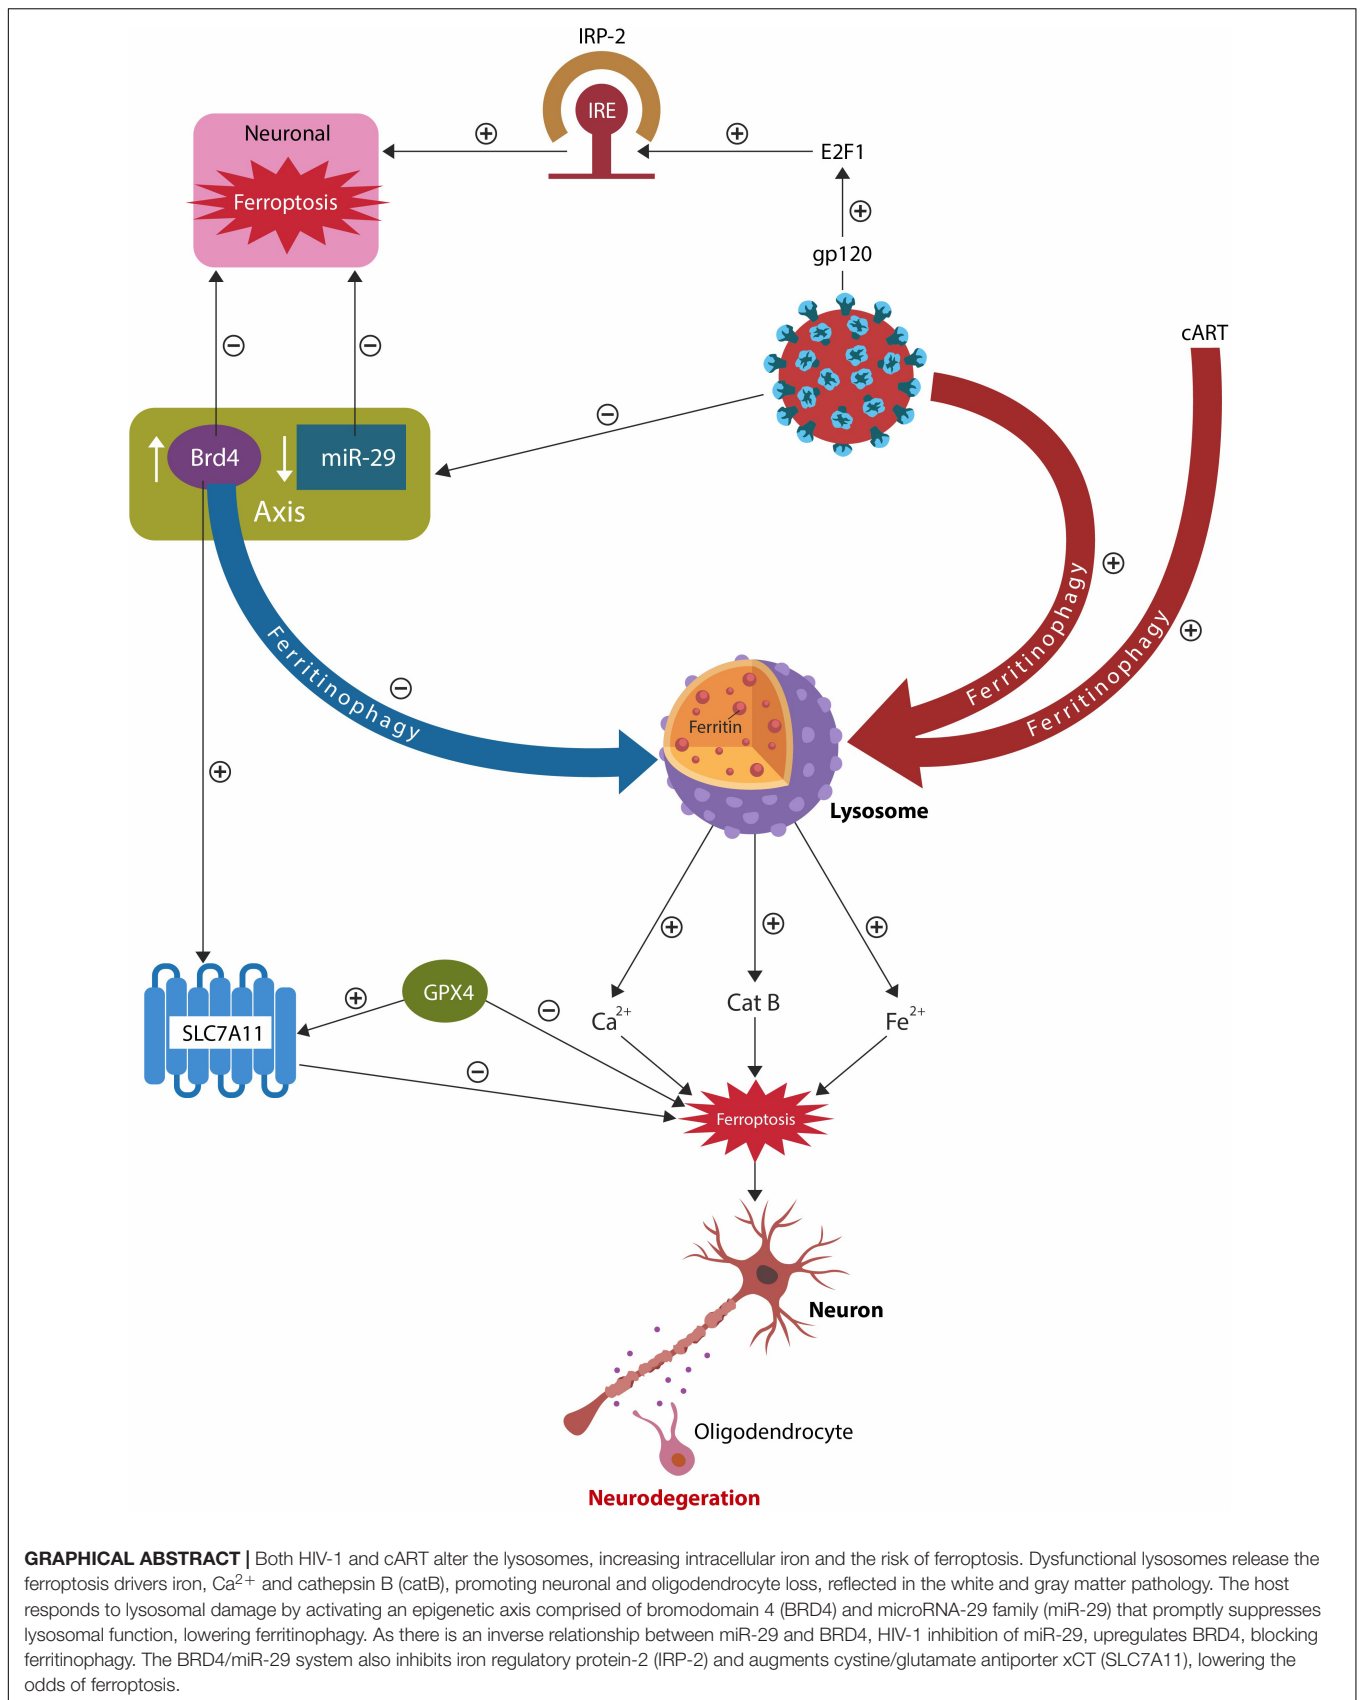 IRP-2
IRE
Neuronal
Ferroptosis
+
+
E2F1
+
gp120
cART
−
−
−
Brd4
miR-29
Axis
+
Ferritinophagy
+
Ferritinophagy
Ferritinophagy
−
Ferritinophagy
+
Ferritin
Lysosome
+
+
+
SLC7A11
GPX4
+
−
−
Ca2+
Cat B
Fe2+
Ferroptosis
Neuron
Oligodendrocyte
Neurodegeration
GRAPHICAL ABSTRACT | Both HIV-1 and cART alter the lysosomes, increasing intracellular iron and the risk of ferroptosis. Dysfunctional lysosomes release the
ferroptosis drivers iron, Ca2+ and cathepsin B (catB), promoting neuronal and oligodendrocyte loss, reflected in the white and gray matter pathology. The host
responds to lysosomal damage by activating an epigenetic axis comprised of bromodomain 4 (BRD4) and microRNA-29 family (miR-29) that promptly suppresses
lysosomal function, lowering ferritinophagy. As there is an inverse relationship between miR-29 and BRD4, HIV-1 inhibition of miR-29, upregulates BRD4, blocking
ferritinophagy. The BRD4/miR-29 system also inhibits iron regulatory protein-2 (IRP-2) and augments cystine/glutamate antiporter xCT (SLC7A11), lowering the
odds of ferroptosis.